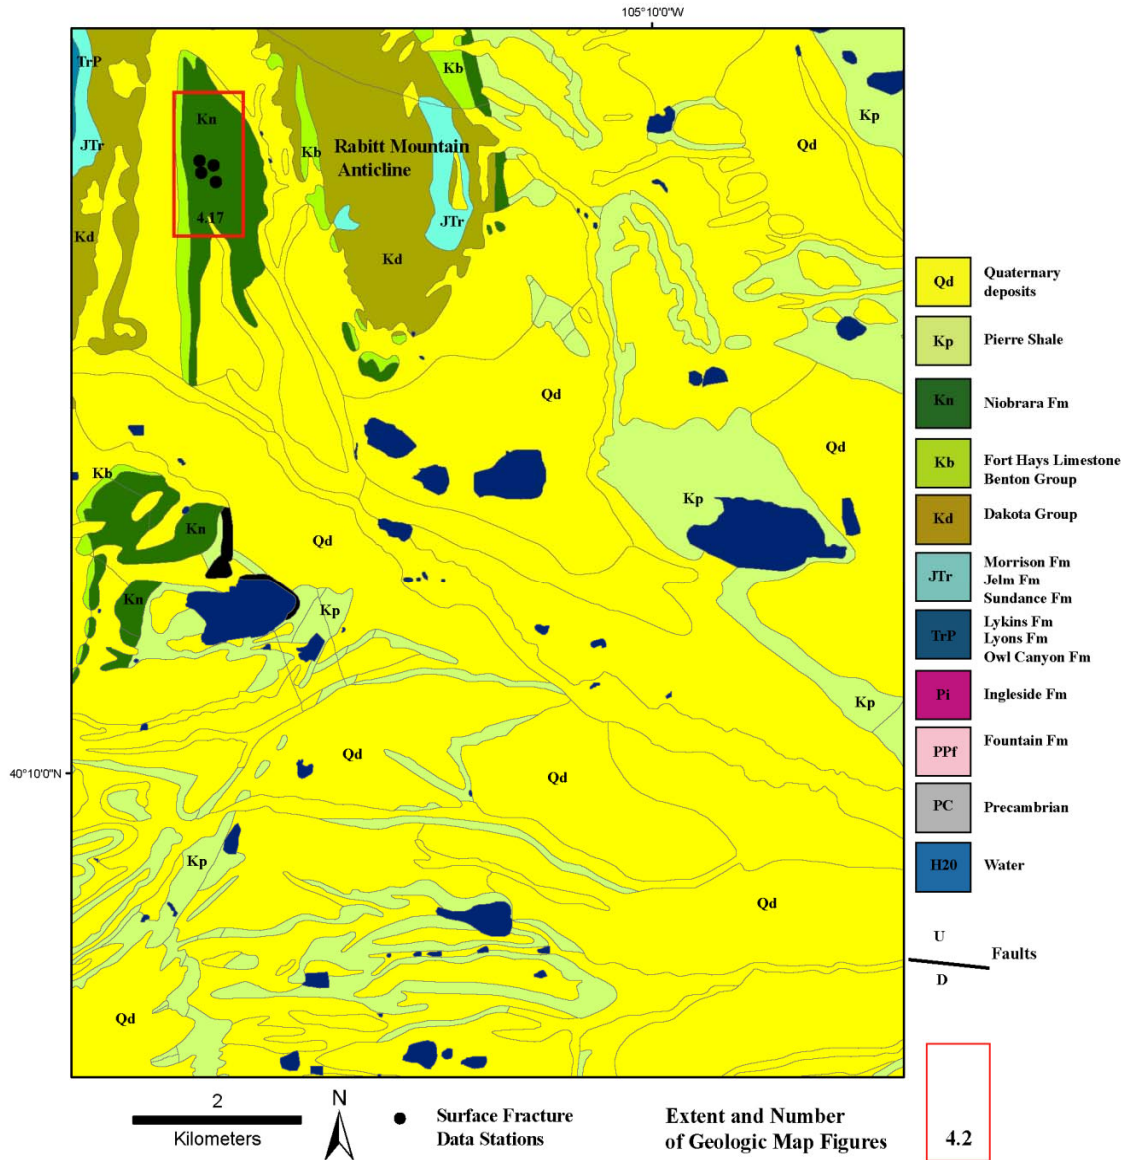 105°10'0"W
TrP
Kb
Kn
Kp
Qd
JTr
Kb
Rabitt Mountain
Anticline
4.17
JTr
Kd
Kd
Qd
Kp
Qd
Kb
Kn
Qd
Kp
Qd
Kn
Kp
Kp
40°10'0"N
Qd
Qd
Kp
Qd
Qd
Qd
Quaternary
deposits
Kp
Pierre Shale
Kn
Niobrara Fm
Kb
Fort Hays Limestone
Benton Group
Kd
Dakota Group
JTr
Morrison Fm
Jelm Fm
Sundance Fm
TrP
Lykins Fm
Lyons Fm
Owl Canyon Fm
Pi
Ingleside Fm
PPf
Fountain Fm
PC
Precambrian
H20
Water
U
Faults
D
2
Kilometers
N
Surface Fracture
Data Stations
Extent and Number
of Geologic Map Figures
4.2